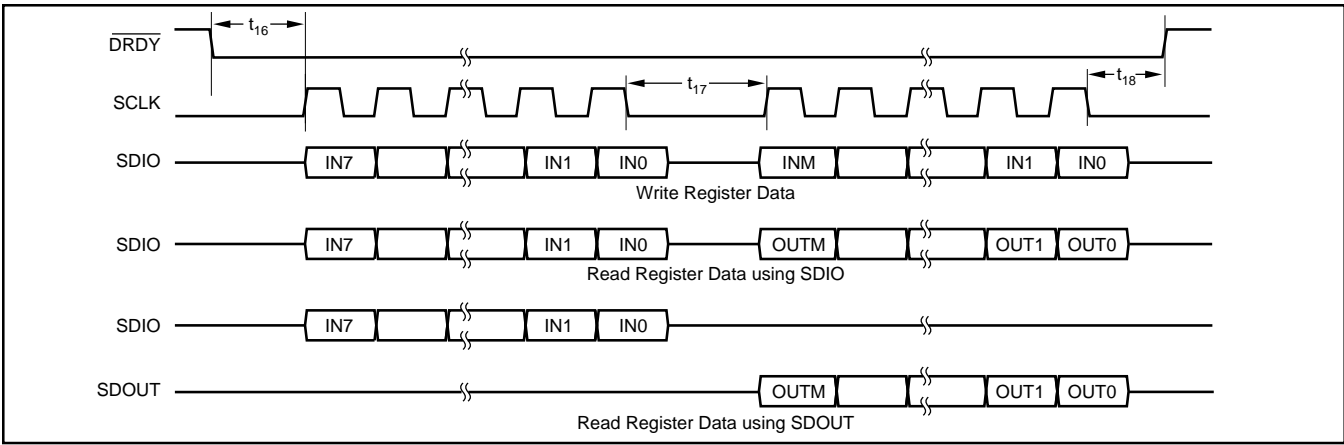 DRDY t16
SCLK t17 t18
SDIO IN7 IN1 IN0 INM IN1 IN0
Write Register Data
SDIO IN7 IN1 IN0 OUTM OUT1 OUT0
Read Register Data using SDIO
SDIO IN7 IN1 IN0
SDOUT OUTM OUT1 OUT0
Read Register Data using SDOUT